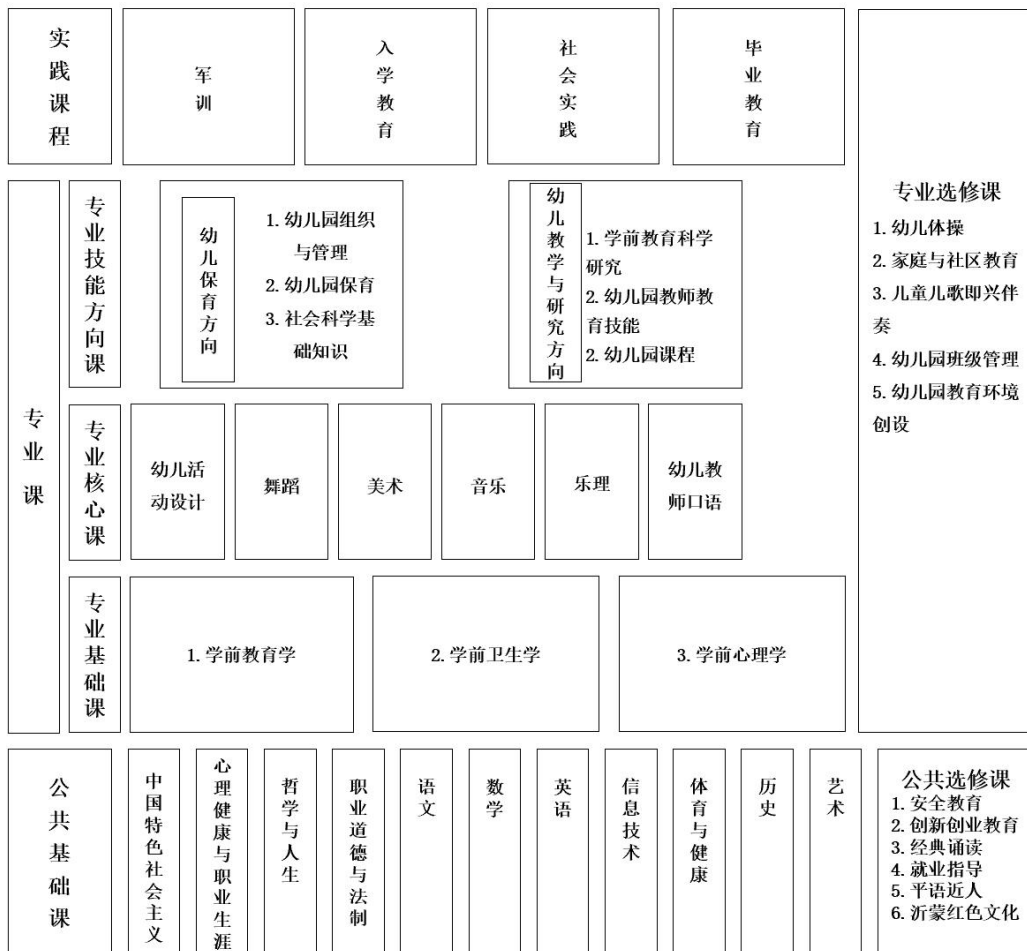 实践课程
军训
入学教育
社会实践
毕业教育
专业选修课
1. 幼儿体操
2. 家庭与社区教育
3. 儿童儿歌即兴伴
奏
4. 幼儿园班级管理
5. 幼儿园教育环境
创设
专业课
专业技能方向课
幼儿保育方向
1. 幼儿园组织
与管理
2. 幼儿园保育
3. 社会科学基
础知识
幼儿教学与研究方向
1. 学前教育科学
研究
2. 幼儿园教师教
育技能
2. 幼儿园课程
专业核心课
幼儿活
动设计
舞蹈
美术
音乐
乐理
幼儿教
师口语
专业基础课
1. 学前教育学
2. 学前卫生学
3. 学前心理学
公共基础课
中国特色社会主义
心理健康与职业生涯
哲学与人生
职业道德与法制
语文
数学
英语
信息技术
体育与健康
历史
艺术
公共选修课
1. 安全教育
2. 创新创业教育
3. 经典诵读
4. 就业指导
5. 平语近人
6. 沂蒙红色文化